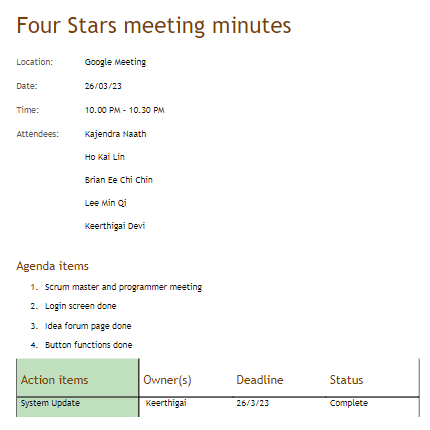 Four Stars meeting minutes
Location: Google Meeting
Date: 26/03/23
Time: 10.00 PM - 10.30 PM
Attendees: Kajendra Naath
Ho Kai Lin
Brian Ee Chi Chin
Lee Min Qi
Keerthigai Devi
Agenda items
1. Scrum master and programmer meeting
2. Login screen done
3. Idea forum page done
4. Button functions done
Action items Owner(s) Deadline Status
System Update Keerthigai 26/3/23 Complete